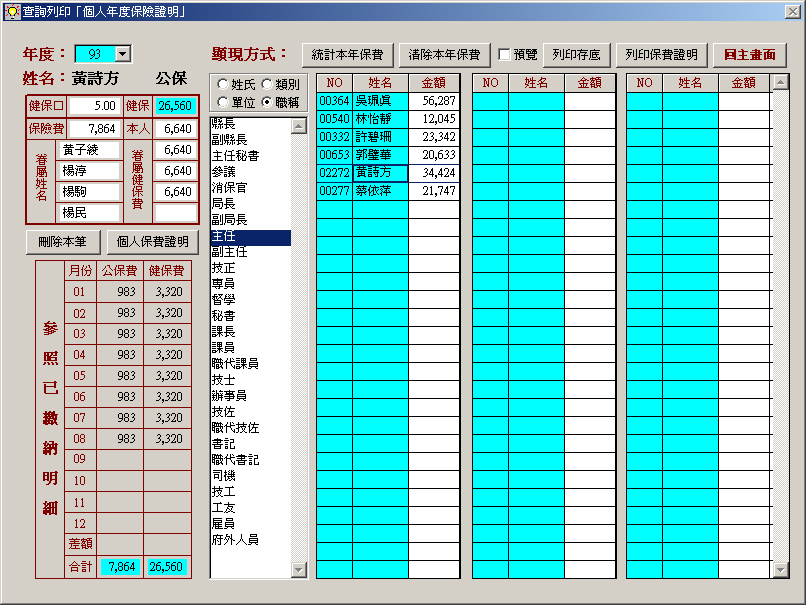 查詢列印「個人年度保險證明」
年度： 93
姓名：黃詩方 公保
健保口 5.00 健保 26,560
保險費 7,864 本人 6,640
眷屬姓名 眷屬健保費
黃子綾 6,640
楊淳 6,640
楊駒 6,640
楊民
刪除本筆 個人保費證明
參照已繳納明細
月份 公保費 健保費
01 983 3,320
02 983 3,320
03 983 3,320
04 983 3,320
05 983 3,320
06 983 3,320
07 983 3,320
08 983 3,320
09
10
11
12
差額
合計 7,864 26,560
顯現方式： 統計本年保費 清除本年保費 預覽 列印存底 列印保費證明 回主畫面
姓氏 類別
單位 職稱
縣長
副縣長
主任秘書
參議
消保官
局長
副局長
主任
副主任
技正
專員
督學
秘書
課長
課員
職代課員
技士
辦事員
技佐
職代技佐
書記
職代書記
司機
技工
工友
雇員
府外人員
NO 姓名 金額 NO 姓名 金額 NO 姓名 金額
00364 吳珮真 56,287
00540 林怡靜 12,045
00332 許碧珊 23,342
00653 郭璧華 20,633
02272 黃詩方 34,424
00277 蔡依萍 21,747